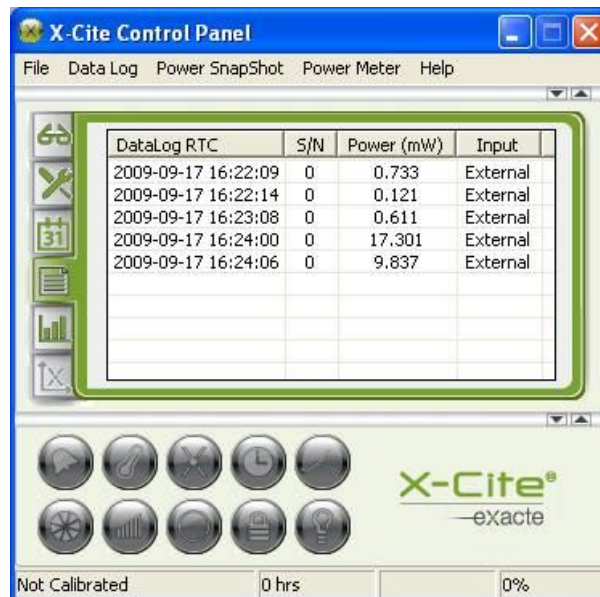 X-Cite Control Panel
File Data Log Power SnapShot Power Meter Help
DataLog RTC S/N Power (mW) Input
2009-09-17 16:22:09 0 0.733 External
2009-09-17 16:22:14 0 0.121 External
2009-09-17 16:23:08 0 0.611 External
2009-09-17 16:24:00 0 17.301 External
2009-09-17 16:24:06 0 9.837 External
31
X
X-Cite®
exacte
Not Calibrated 0 hrs 0%